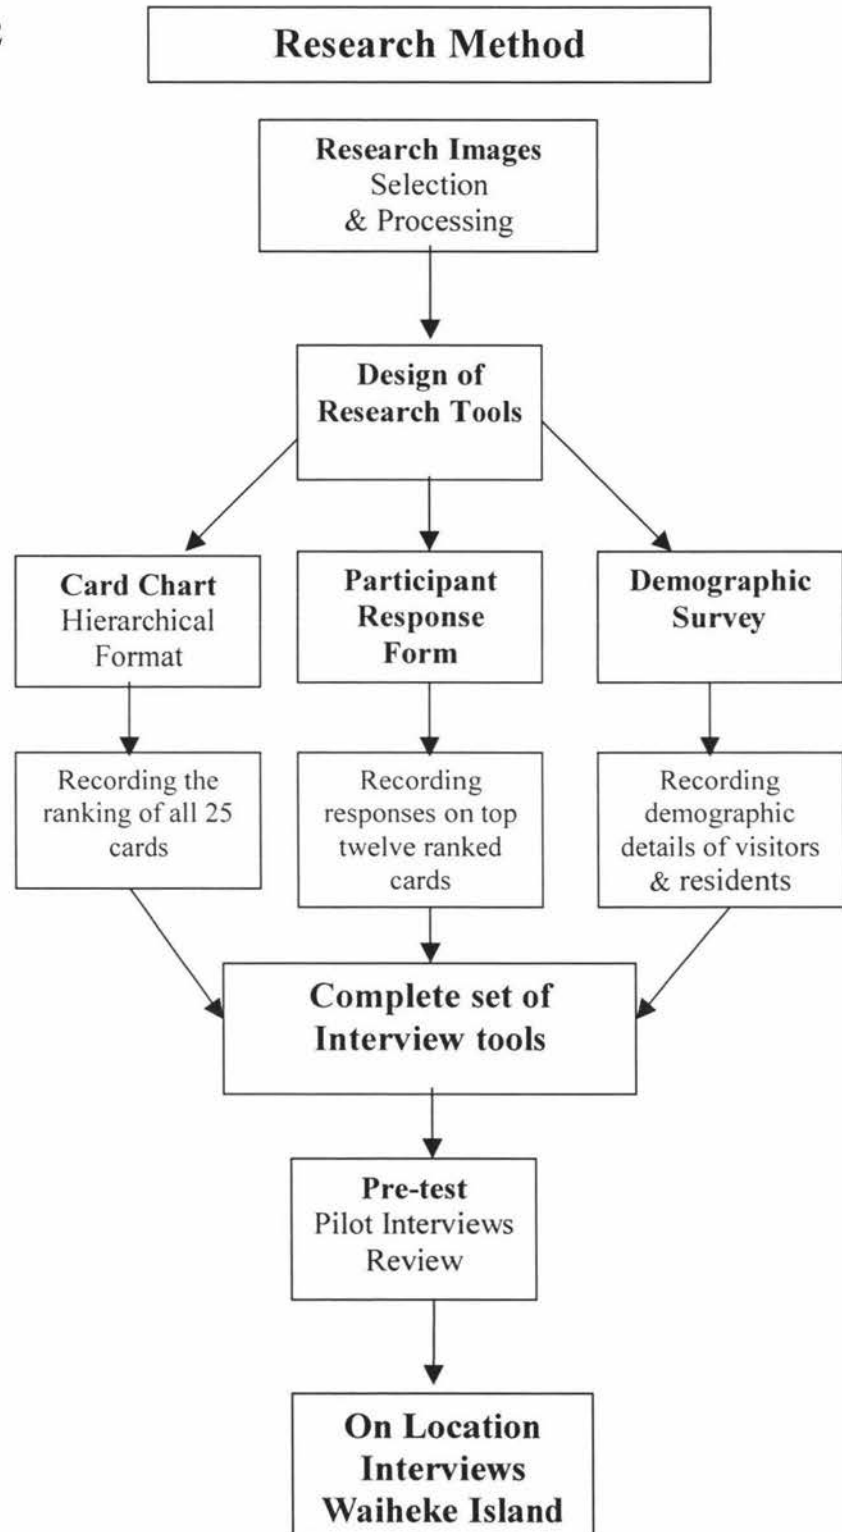 Research Method
Research Images
Selection
& Processing
Design of
Research Tools
Card Chart
Hierarchical
Format
Participant
Response
Form
Demographic
Survey
Recording the
ranking of all 25
cards
Recording
responses on top
twelve ranked
cards
Recording
demographic
details of visitors
& residents
Complete set of
Interview tools
Pre-test
Pilot Interviews
Review
On Location
Interviews
Waiheke Island